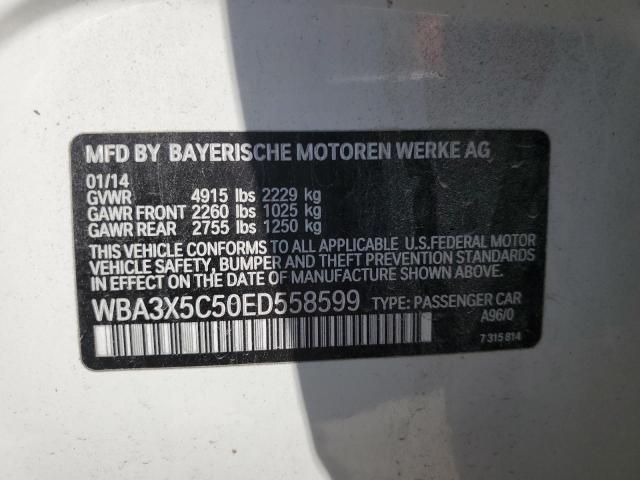 MFD BY BAYERISCHE MOTOREN WERKE AG
01/14
GVWR 4915 lbs 2229 kg
GAWR FRONT 2260 lbs 1025 kg
GAWR REAR 2755 lbs 1250 kg
THIS VEHICLE CONFORMS TO ALL APPLICABLE U.S.FEDERAL MOTOR
VEHICLE SAFETY, BUMPER AND THEFT PREVENTION STANDARDS
IN EFFECT ON THE DATE OF MANUFACTURE SHOWN ABOVE.
WBA3X5C50ED558599 TYPE: PASSENGER CAR
A96/0
7 315 814